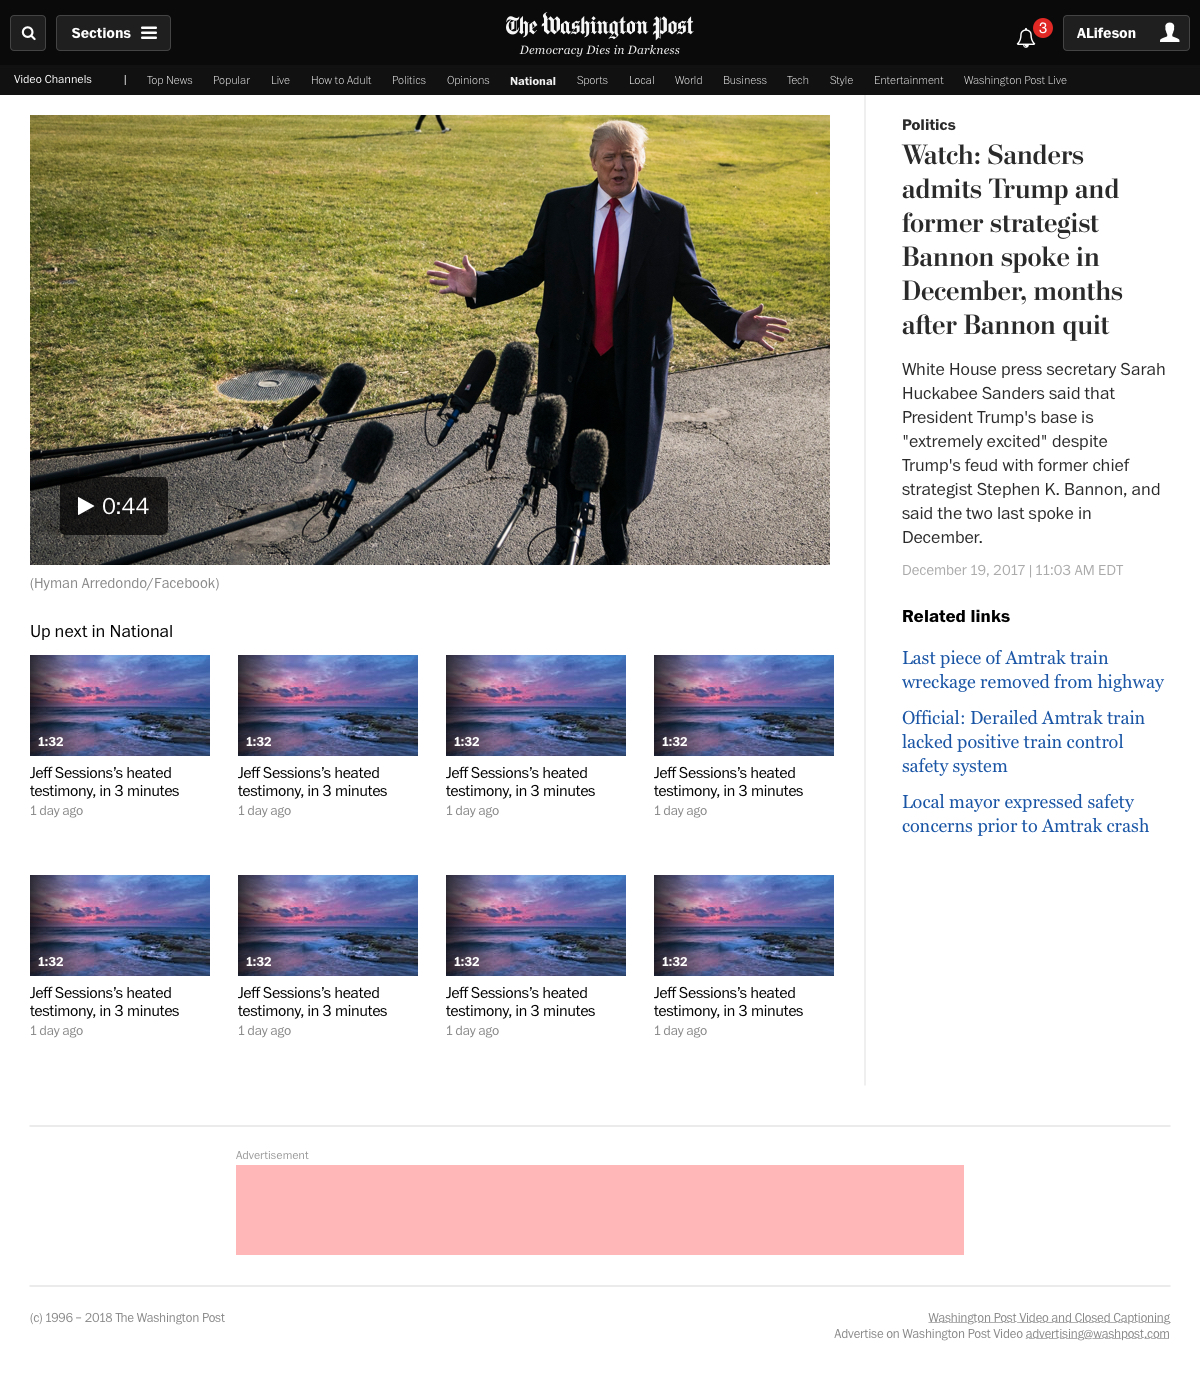 Sections
The Washington Post
Democracy Dies in Darkness
3
ALifeson
Video Channels | Top News Popular Live How to Adult Politics Opinions National Sports Local World Business Tech Style Entertainment Washington Post Live
0:44
(Hyman Arredondo/Facebook)
Politics
Watch: Sanders
admits Trump and
former strategist
Bannon spoke in
December, months
after Bannon quit
White House press secretary Sarah
Huckabee Sanders said that
President Trump's base is
"extremely excited" despite
Trump's feud with former chief
strategist Stephen K. Bannon, and
said the two last spoke in
December.
December 19, 2017 | 11:03 AM EDT
Related links
Last piece of Amtrak train
wreckage removed from highway
Official: Derailed Amtrak train
lacked positive train control
safety system
Local mayor expressed safety
concerns prior to Amtrak crash
Up next in National
1:32
Jeff Sessions’s heated
testimony, in 3 minutes
1 day ago
1:32
Jeff Sessions’s heated
testimony, in 3 minutes
1 day ago
1:32
Jeff Sessions’s heated
testimony, in 3 minutes
1 day ago
1:32
Jeff Sessions’s heated
testimony, in 3 minutes
1 day ago
1:32
Jeff Sessions’s heated
testimony, in 3 minutes
1 day ago
1:32
Jeff Sessions’s heated
testimony, in 3 minutes
1 day ago
1:32
Jeff Sessions’s heated
testimony, in 3 minutes
1 day ago
1:32
Jeff Sessions’s heated
testimony, in 3 minutes
1 day ago
Advertisement
(c) 1996 – 2018 The Washington Post
Washington Post Video and Closed Captioning
Advertise on Washington Post Video advertising@washpost.com